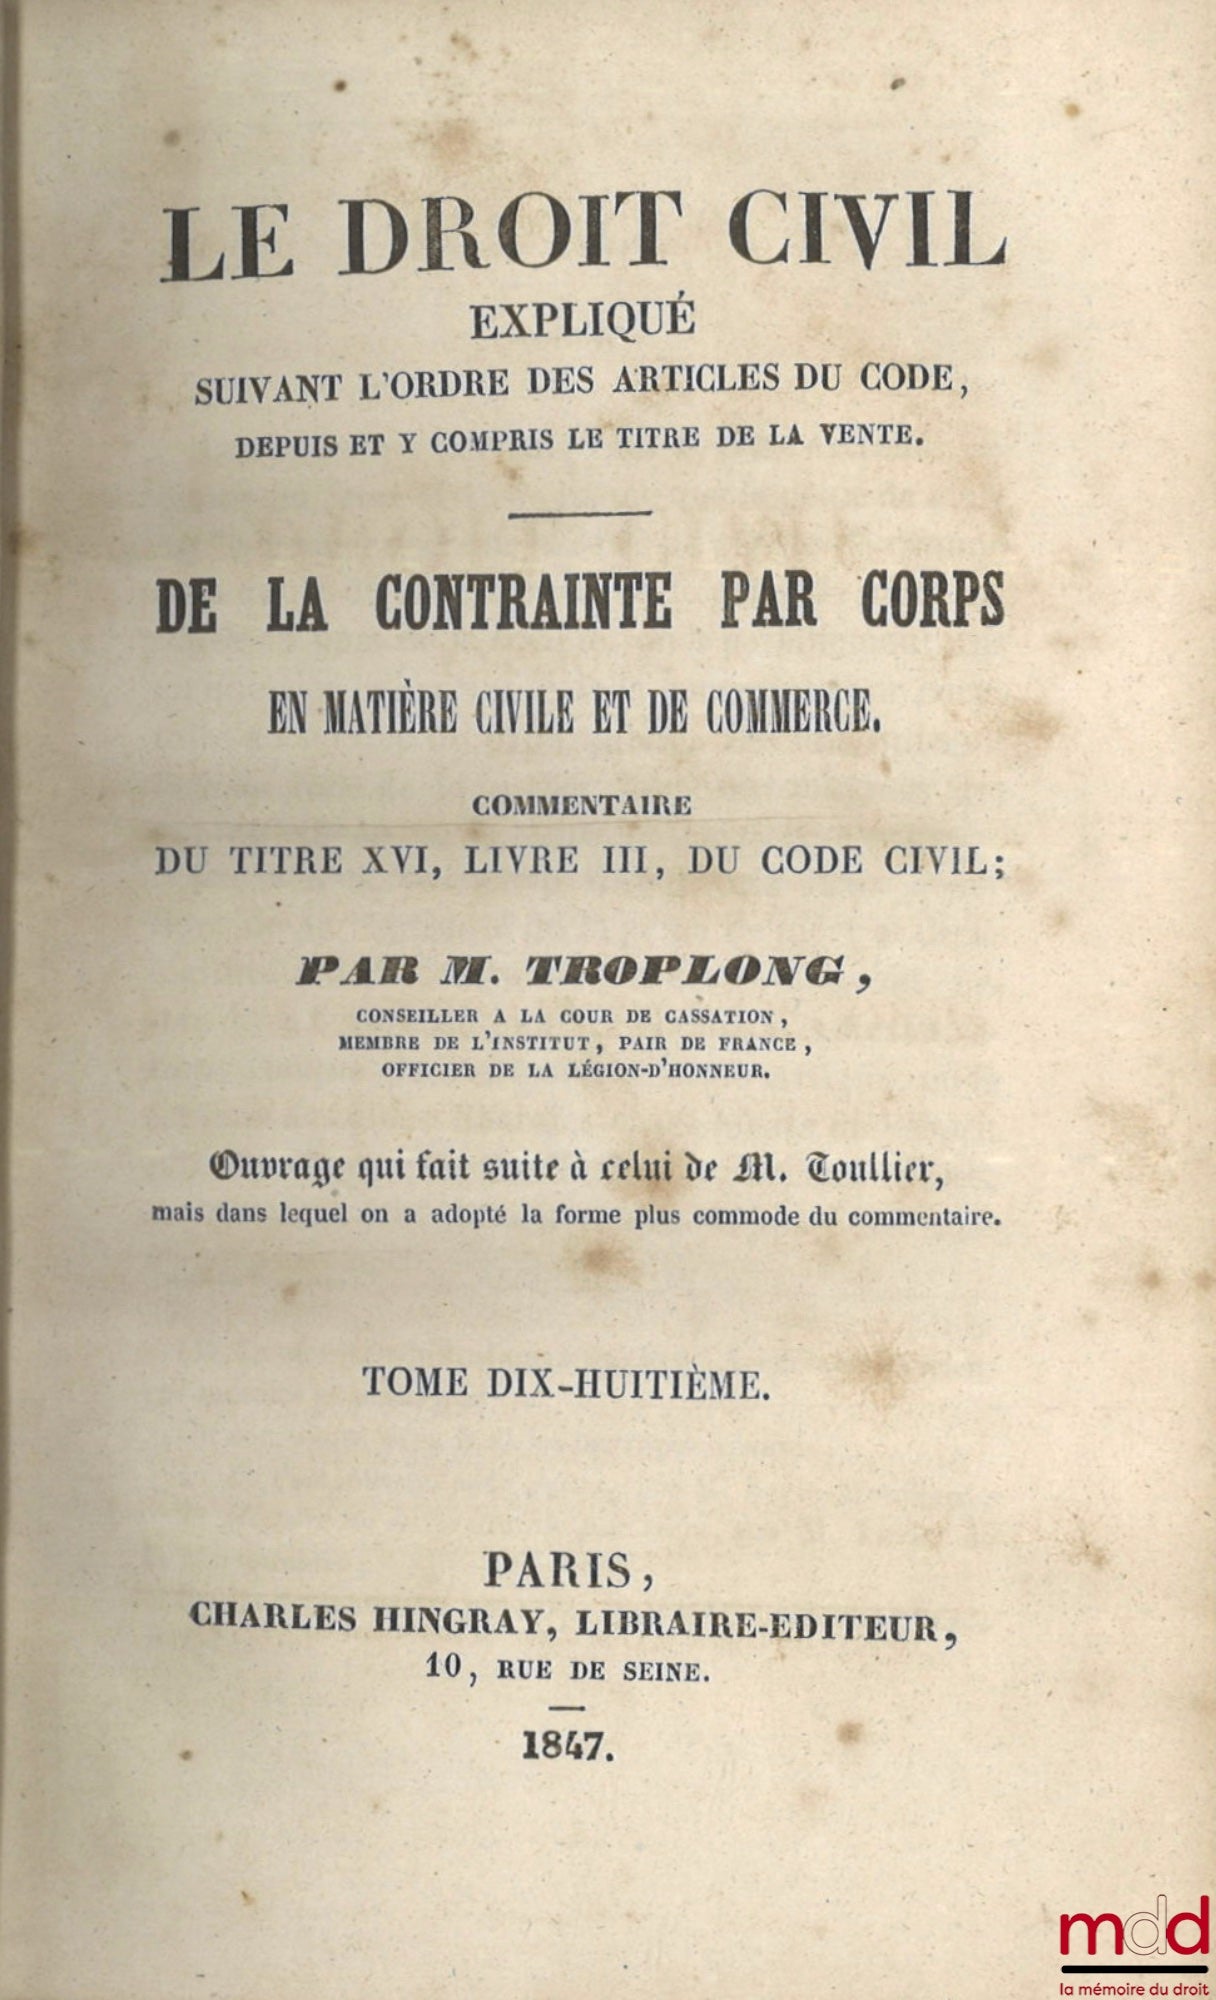 LE DROIT CIVIL
EXPLIQUÉ
SUIVANT L'ORDRE DES ARTICLES DU CODE,
DEPUIS ET Y COMPRIS LE TITRE DE LA VENTE.
DE LA CONTRAINTE PAR CORPS
EN MATIÈRE CIVILE ET DE COMMERCE.
COMMENTAIRE
DU TITRE XVI, LIVRE III, DU CODE CIVIL;
PAR M. TROPLONG,
CONSEILLER A LA COUR DE CASSATION,
MEMBRE DE L'INSTITUT, PAIR DE FRANCE,
OFFICIER DE LA LÉGION-D'HONNEUR.
Ouvrage qui fait suite à celui de M. Toullier,
mais dans lequel on a adopté la forme plus commode du commentaire.
TOME DIX-HUITIÈME.
PARIS,
CHARLES HINGRAY, LIBRAIRE-EDITEUR,
10, RUE DE SEINE.
1847.
mdd
la mémoire du droit